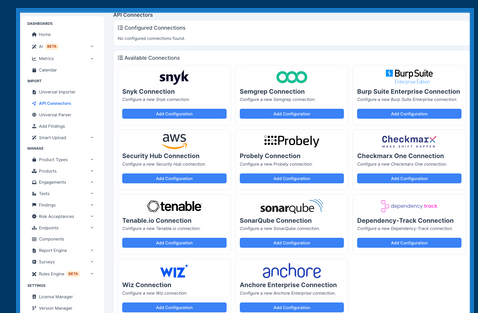 DASHBOARDS
Home
AI BETA
Metrics
Calendar
IMPORT
Universal Importer
API Connectors
Universal Parser
Add Findings
Smart Upload
MANAGE
Product Types
Products
Engagements
Tests
Findings
Risk Acceptances
Endpoints
Components
Report Engine
Surveys
Rules Engine BETA
SETTINGS
License Manager
Version Manager
API Connectors
Configured Connections
No configured connections found.
Available Connections
snyk
Snyk Connection
Configure a new Snyk connection.
Add Configuration
Semgrep Connection
Configure a new Semgrep connection.
Add Configuration
Burp Suite
Enterprise Edition
Burp Suite Enterprise Connection
Configure a new Burp Suite Enterprise connection.
Add Configuration
aws
Security Hub Connection
Configure a new Security Hub connection.
Add Configuration
Probely
Probely Connection
Configure a new Probely connection.
Add Configuration
Checkmarx
MAKE SHIFT HAPPEN
Checkmarx One Connection
Configure a new Checkmarx One connection.
Add Configuration
tenable
Tenable.io Connection
Configure a new Tenable.io connection.
Add Configuration
sonarqube
SonarQube Connection
Configure a new SonarQube connection.
Add Configuration
dependency track
Dependency-Track Connection
Configure a new Dependency-Track connection.
Add Configuration
WIZ
Wiz Connection
Configure a new Wiz connection.
Add Configuration
anchore
Anchore Enterprise Connection
Configure a new Anchore Enterprise connection.
Add Configuration